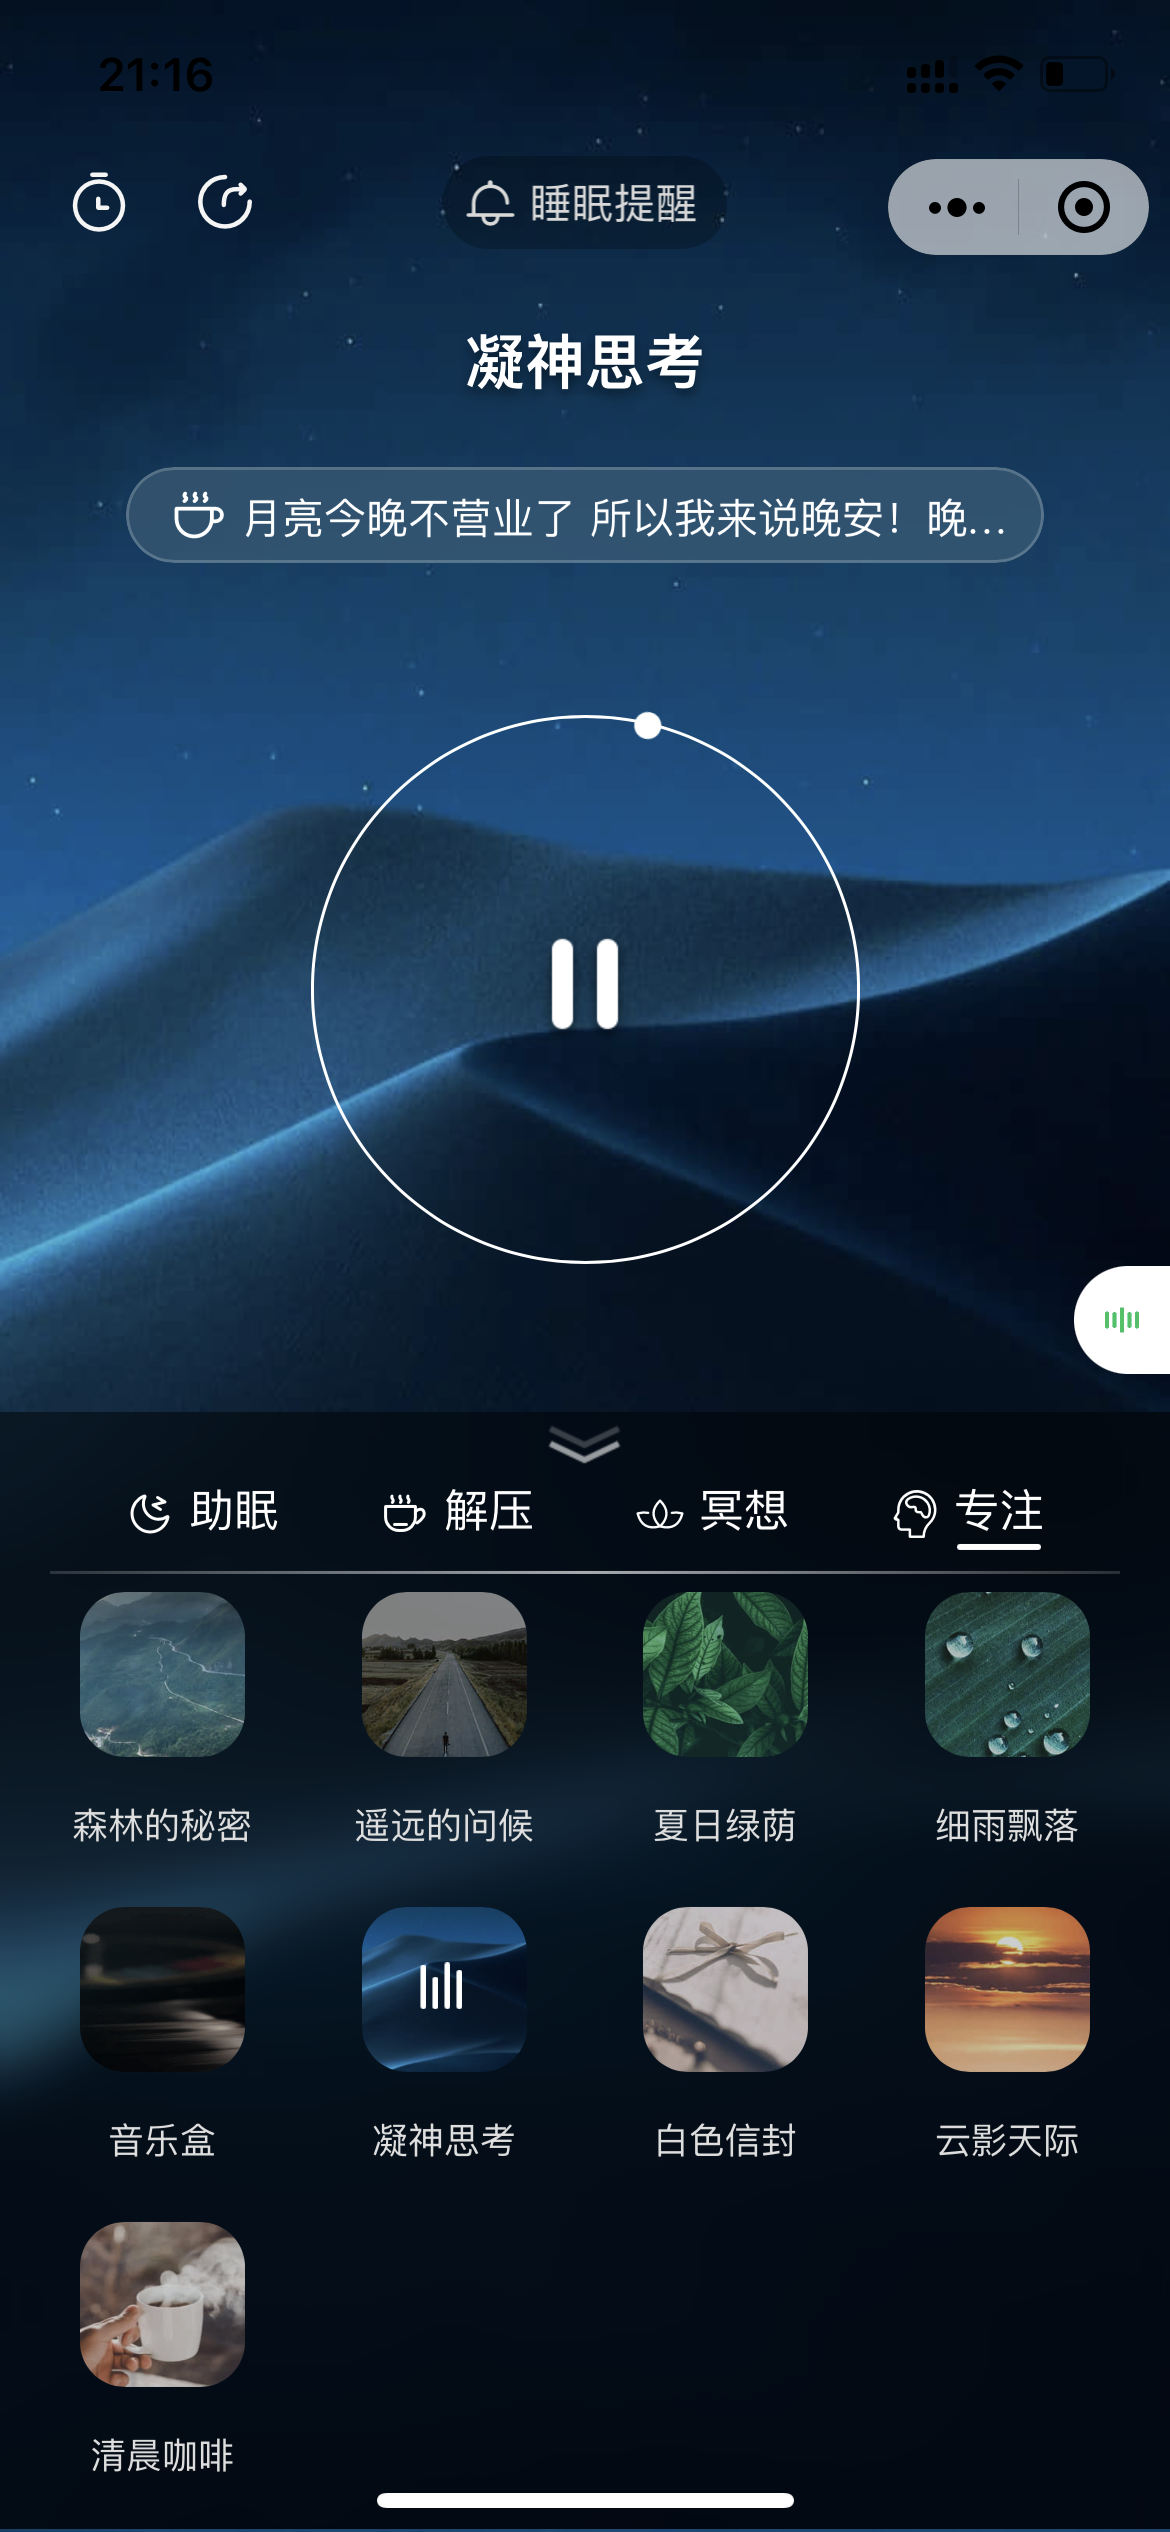 21:16
睡眠提醒
凝神思考
月亮今晚不营业了 所以我来说晚安！晚...
助眠 解压 冥想 专注
森林的秘密 遥远的问候 夏日绿荫 细雨飘落
音乐盒 凝神思考 白色信封 云影天际
清晨咖啡